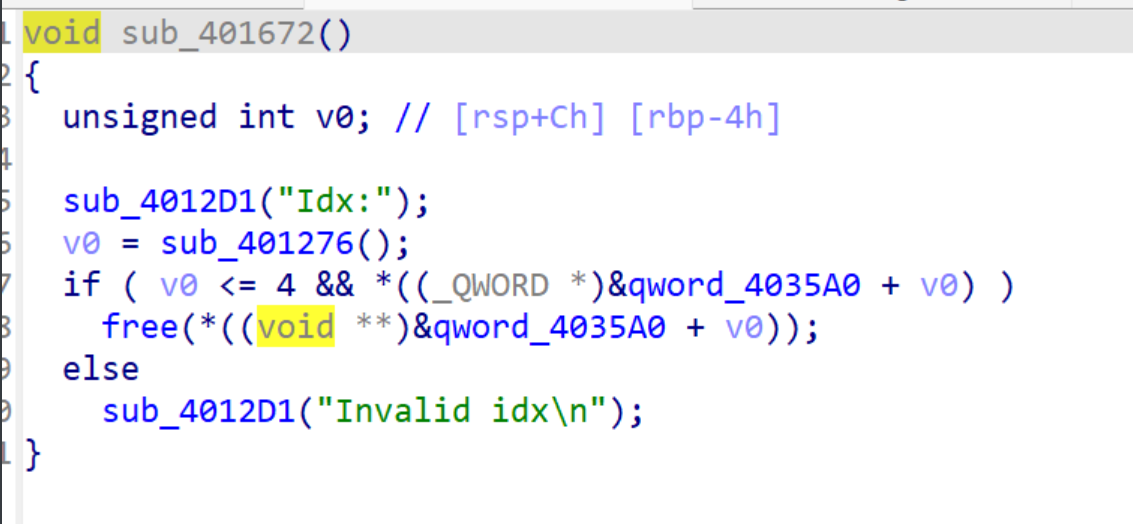 1 void sub_401672()
2 {
3 unsigned int v0; // [rsp+Ch] [rbp-4h]
4
5 sub_4012D1("Idx:");
6 v0 = sub_401276();
7 if ( v0 <= 4 && *((_QWORD *)&qword_4035A0 + v0) )
8 free(*((void **)&qword_4035A0 + v0));
9 else
0 sub_4012D1("Invalid idx\n");
1 }